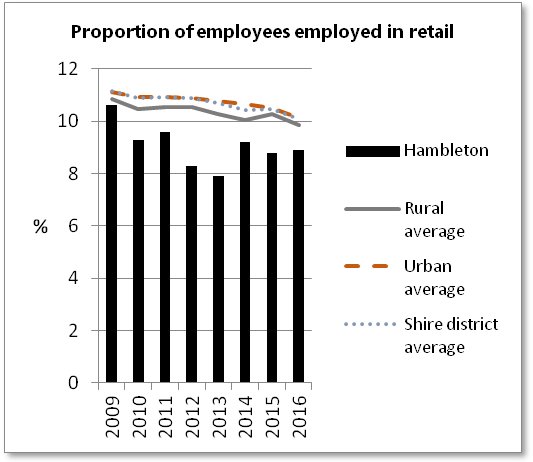 Proportion of employees employed in retail
12
10
8
6
4
2
0
%
2009
2010
2011
2012
2013
2014
2015
2016
Hambleton
Rural
average
Urban
average
Shire district
average